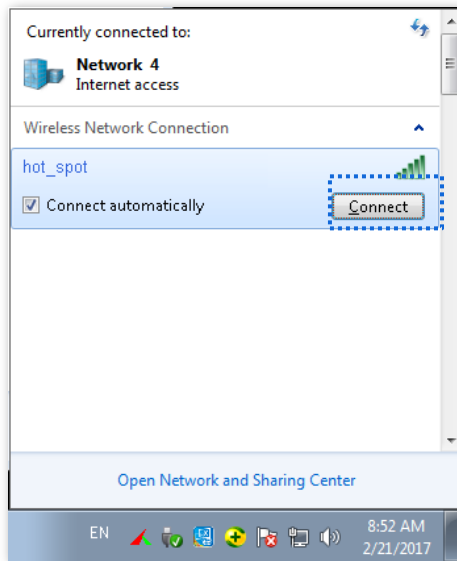 Currently connected to:
Network 4
Internet access
Wireless Network Connection
hot_spot
Connect automatically
Connect
Open Network and Sharing Center
EN
8:52 AM
2/21/2017